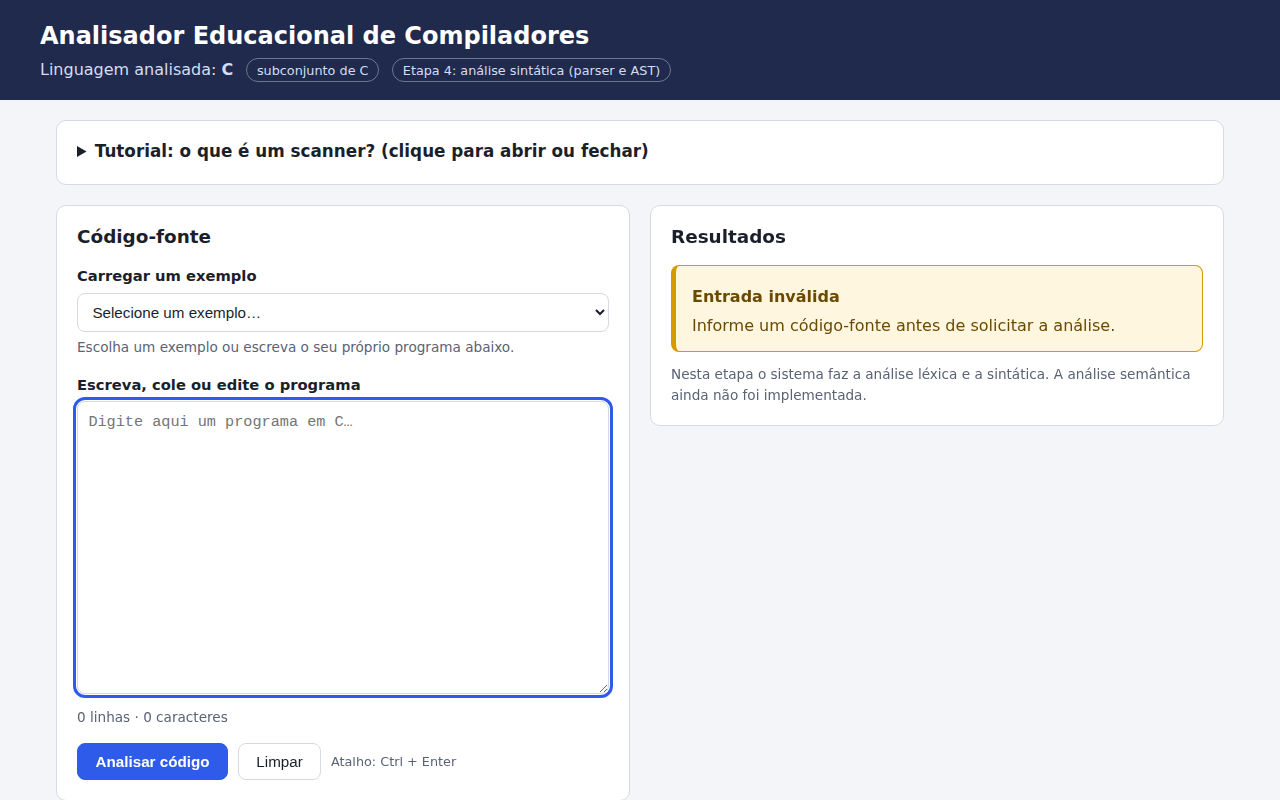 Analisador Educacional de Compiladores
Linguagem analisada: C subconjunto de C Etapa 4: análise sintática (parser e AST)
Tutorial: o que é um scanner? (clique para abrir ou fechar)
Código-fonte
Carregar um exemplo
Selecione um exemplo…
Escolha um exemplo ou escreva o seu próprio programa abaixo.
Escreva, cole ou edite o programa
Digite aqui um programa em C…
0 linhas · 0 caracteres
Analisar código Limpar Atalho: Ctrl + Enter
Resultados
Entrada inválida
Informe um código-fonte antes de solicitar a análise.
Nesta etapa o sistema faz a análise léxica e a sintática. A análise semântica
ainda não foi implementada.